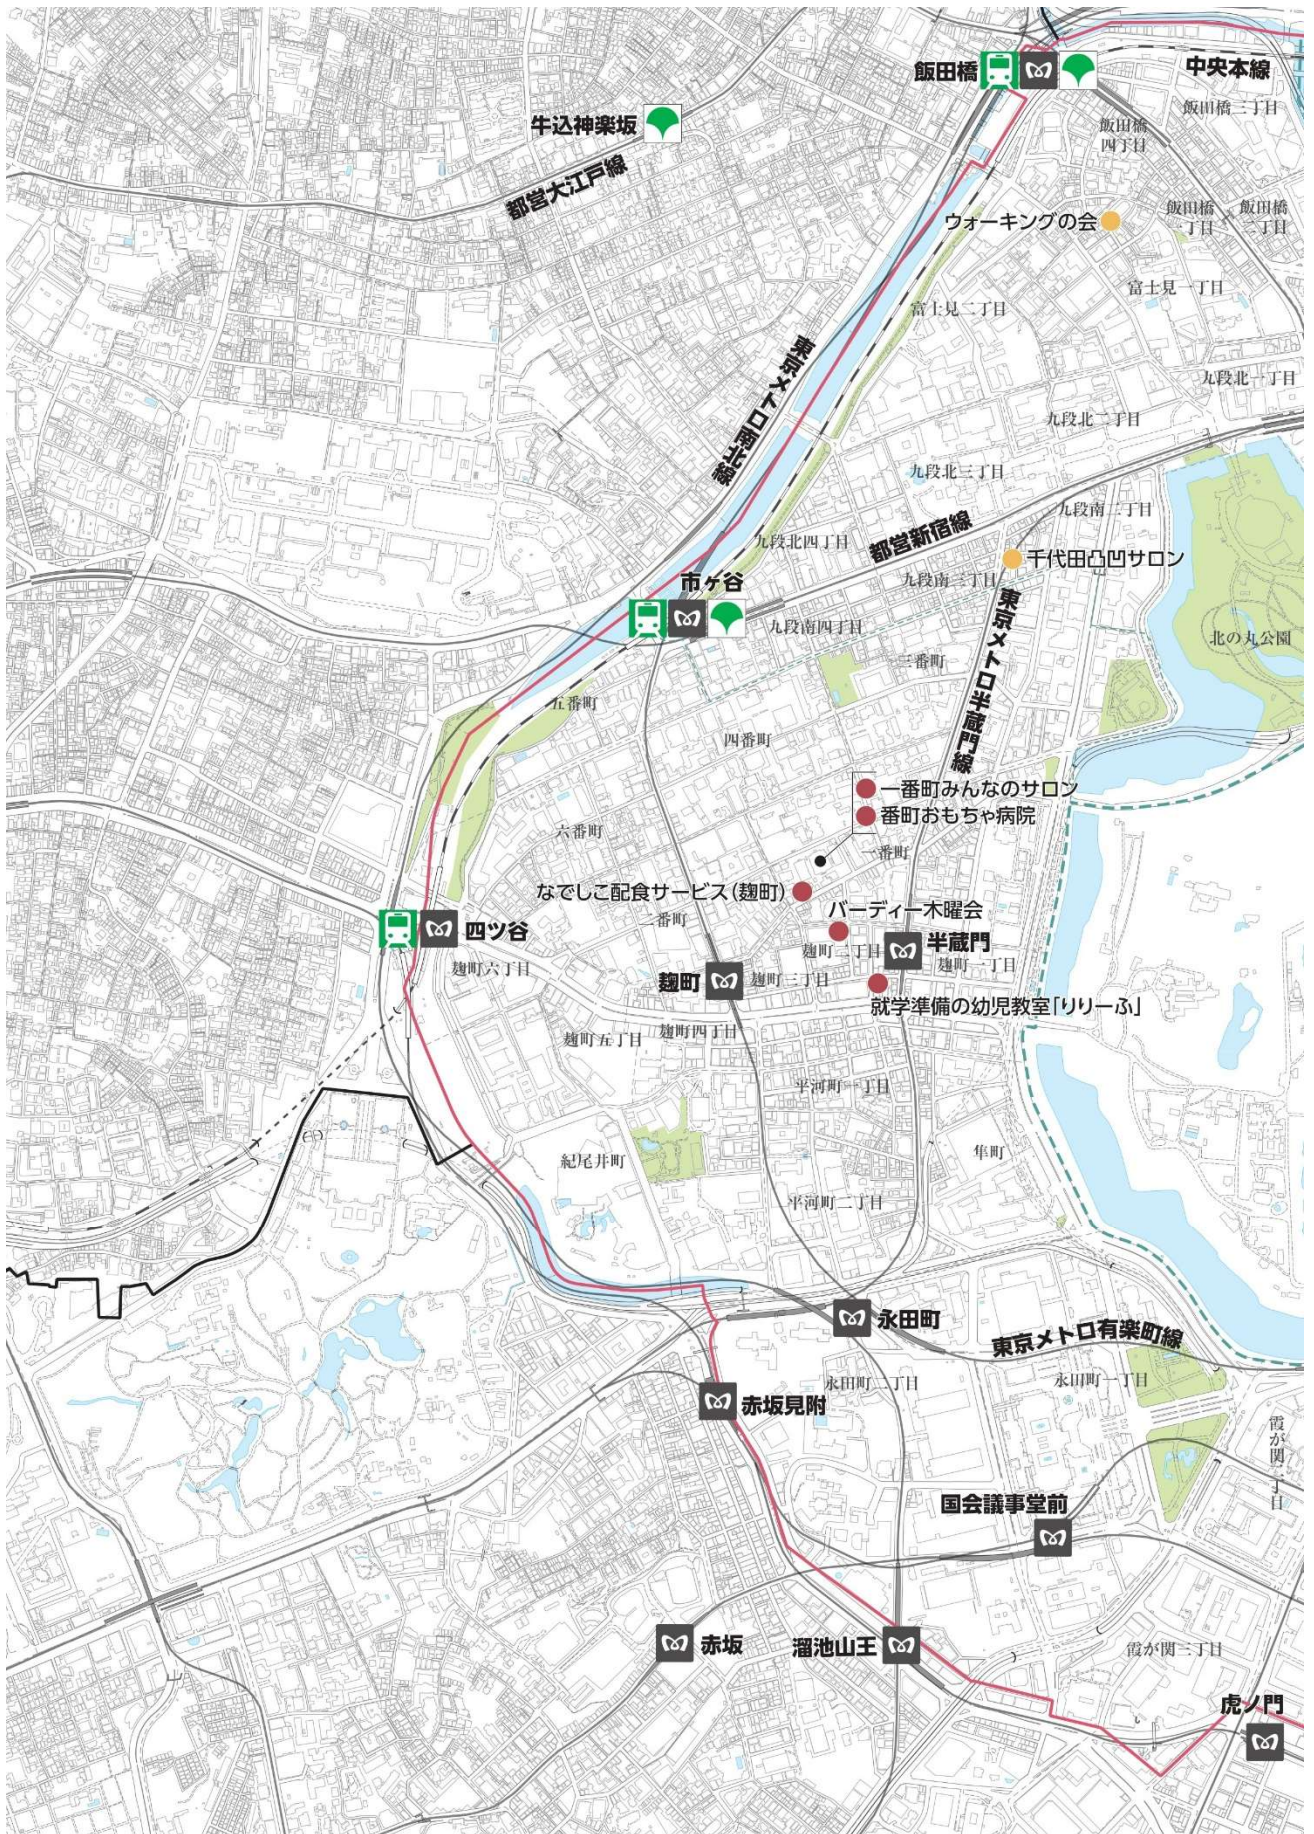 飯田橋
中央本線
飯田橋三丁目
飯田橋
四丁目
牛込神楽坂
都営大江戸線
ウォーキングの会
飯田橋
一丁目
飯田橋
二丁目
富士見一丁目
富士見二丁目
東京メトロ南北線
九段北一丁目
九段北二丁目
九段北三丁目
九段南二丁目
九段北四丁目
都営新宿線
千代田凸凹サロン
九段南三丁目
市ヶ谷
九段南四丁目
東京メトロ半蔵門線
北の丸公園
三番町
五番町
四番町
一番町みんなのサロン
番町おもちゃ病院
六番町
一番町
なでしこ配食サービス(麹町)
バーディー木曜会
二番町
四ツ谷
麹町二丁目
半蔵門
麹町一丁目
麹町六丁目
麹町
麹町三丁目
就学準備の幼児教室「りりーふ」
麹町五丁目
麹町四丁目
平河町一丁目
隼町
紀尾井町
平河町二丁目
永田町
東京メトロ有楽町線
永田町二丁目
永田町一丁目
赤坂見附
霞が関二丁目
国会議事堂前
赤坂
溜池山王
霞が関三丁目
虎ノ門